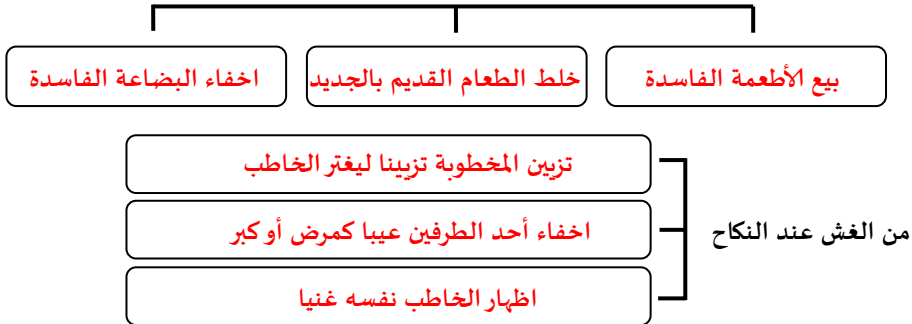 بيع الأطعمة الفاسدة
خلط الطعام القديم بالجديد
اخفاء البضاعة الفاسدة
من الغش عند النكاح
تزيين المخطوبة تزيينا ليغتر الخاطب
اخفاء أحد الطرفين عيبا كمرض أو كبر
اظهار الخاطب نفسه غنيا